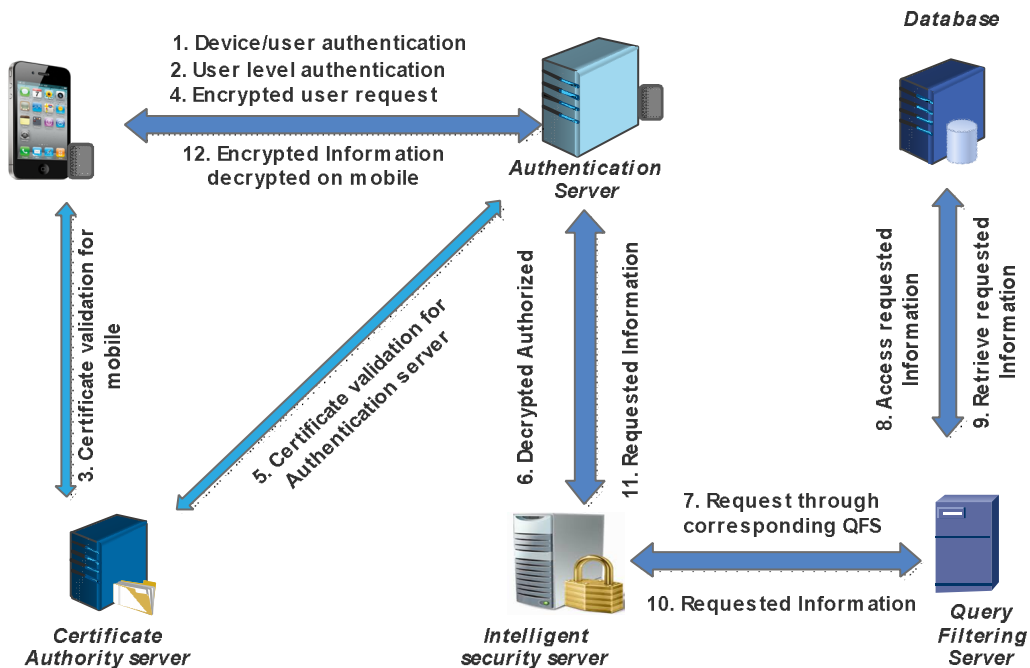 Database
1. Device/user authentication
2. User level authentication
4. Encrypted user request
12. Encrypted Information
decrypted on mobile
Authentication
Server
3. Certificate validation for
mobile
5. Certificate validation for
Authentication server
6. Decrypted Authorized
11. Requested Information
8. Access requested
Information
9. Retrieve requested
Information
7. Request through
corresponding QFS
10. Requested Information
Certificate
Authority server
Intelligent
security server
Query
Filtering
Server